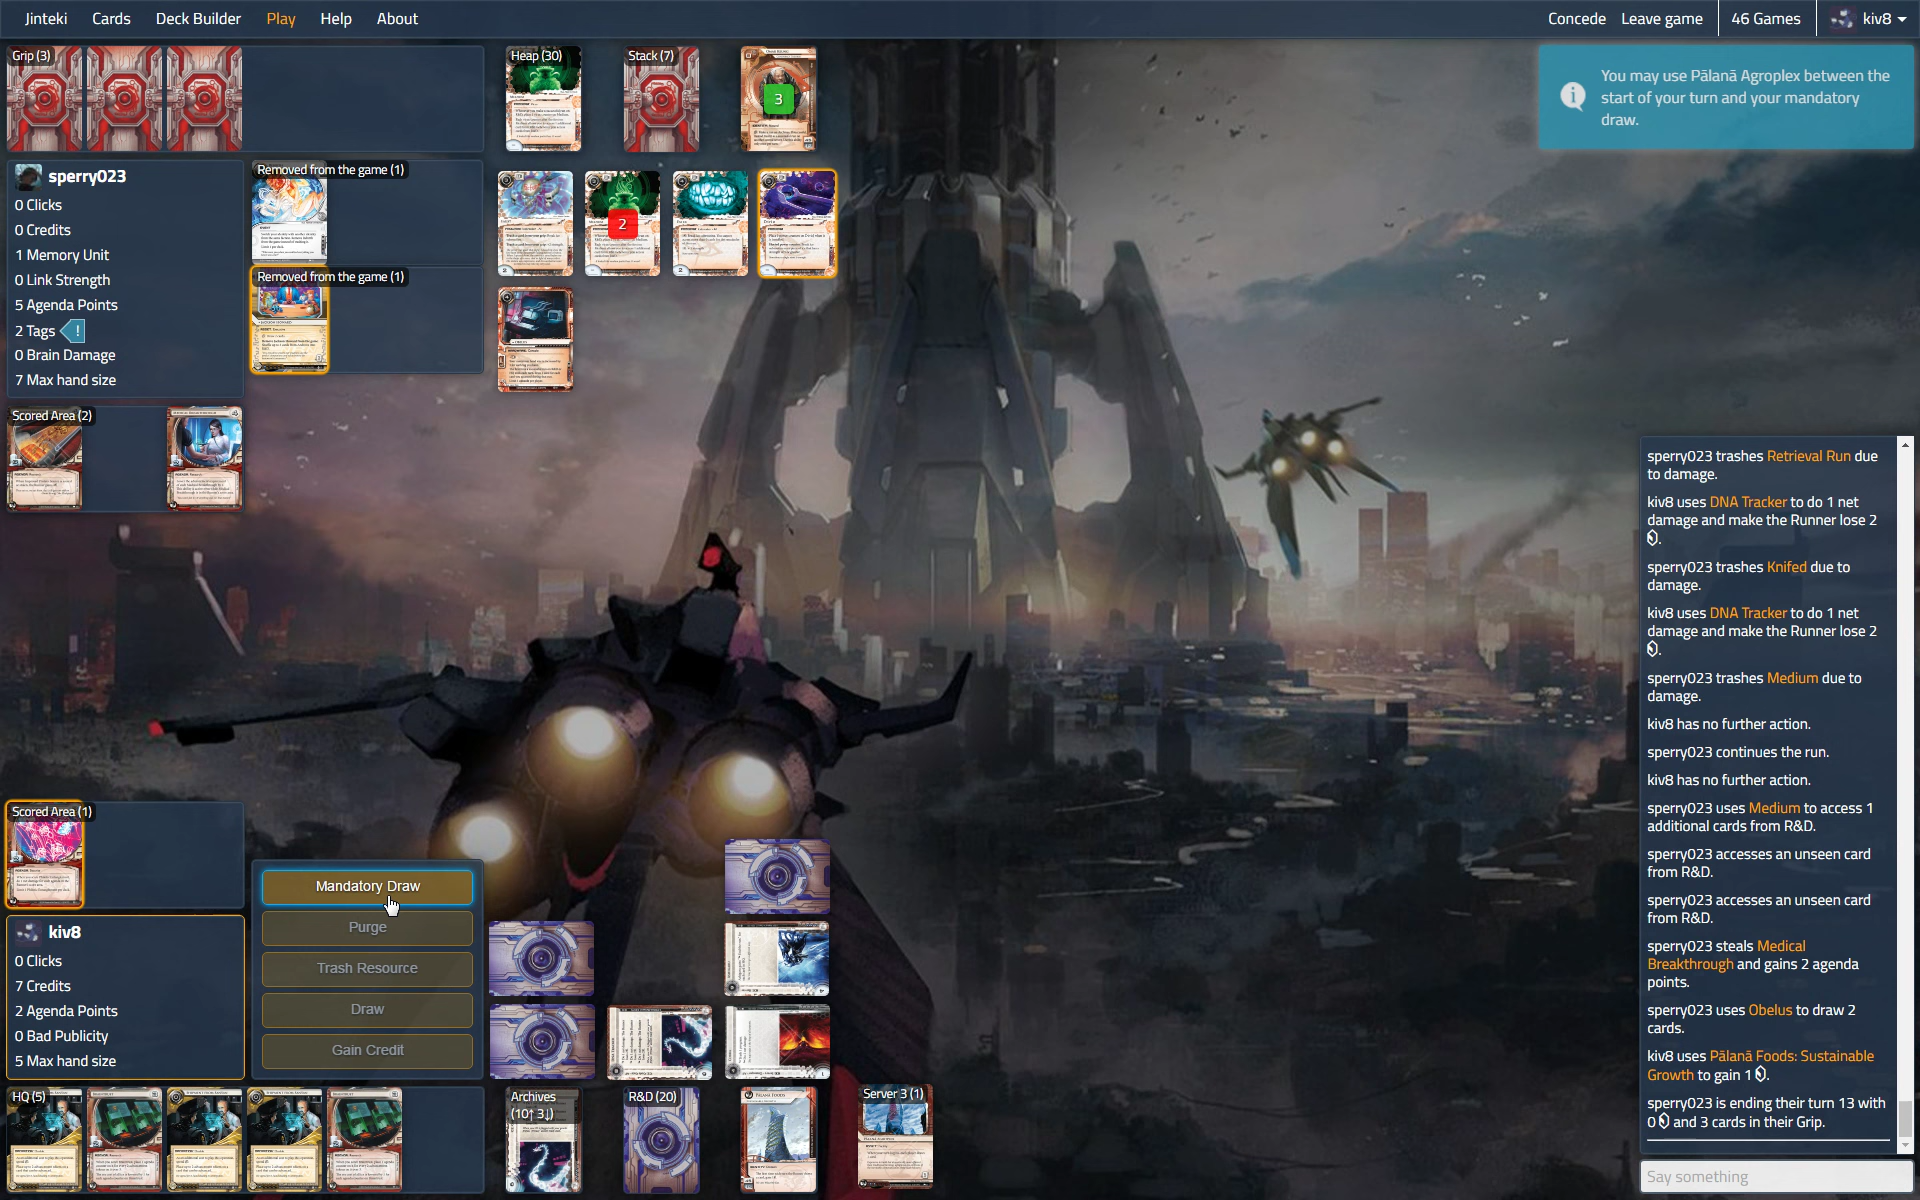 Jinteki Cards Deck Builder Play Help About
Concede Leave game 46 Games kiv8
Grip (3)
Heap (30)
Stack (7)
3
You may use Pālanā Agroplex between the
start of your turn and your mandatory
draw.
sperry023
0 Clicks
0 Credits
1 Memory Unit
0 Link Strength
5 Agenda Points
2 Tags !
0 Brain Damage
7 Max hand size
Removed from the game (1)
Removed from the game (1)
2
Scored Area (2)
sperry023 trashes Retrieval Run due
to damage.
kiv8 uses DNA Tracker to do 1 net
damage and make the Runner lose 2
.
sperry023 trashes Knifed due to
damage.
kiv8 uses DNA Tracker to do 1 net
damage and make the Runner lose 2
.
sperry023 trashes Medium due to
damage.
kiv8 has no further action.
sperry023 continues the run.
kiv8 has no further action.
sperry023 uses Medium to access 1
additional cards from R&D.
sperry023 accesses an unseen card
from R&D.
sperry023 accesses an unseen card
from R&D.
sperry023 steals Medical
Breakthrough and gains 2 agenda
points.
sperry023 uses Obelus to draw 2
cards.
kiv8 uses Pālanā Foods: Sustainable
Growth to gain 1 .
sperry023 is ending their turn 13 with
0 and 3 cards in their Grip.
Say something
Scored Area (1)
kiv8
0 Clicks
7 Credits
2 Agenda Points
0 Bad Publicity
5 Max hand size
Mandatory Draw
Purge
Trash Resource
Draw
Gain Credit
HQ (5)
Archives
(10↑ 3↓)
R&D (20)
Server 3 (1)